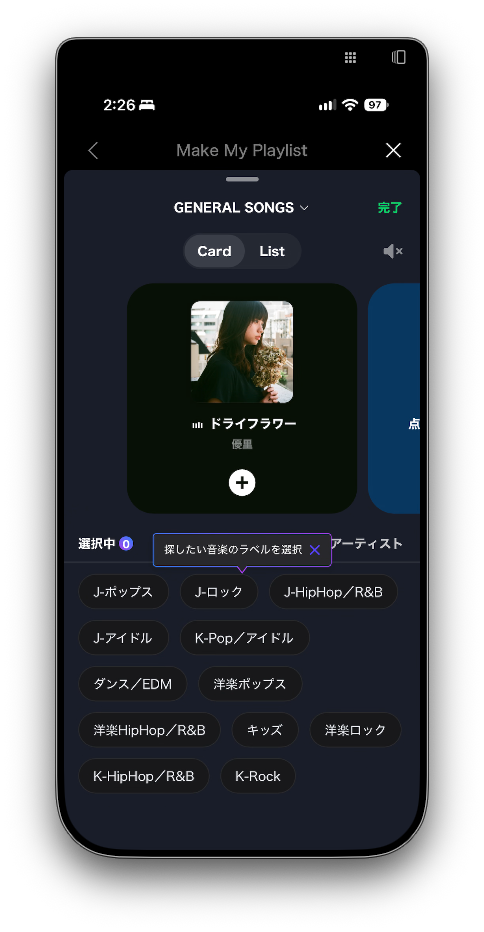 2:26
97
Make My Playlist
GENERAL SONGS
完了
Card List
ドライフラワー
優里
点
選択中 0
探したい音楽のラベルを選択
アーティスト
J-ポップス J-ロック J-HipHop／R&B
J-アイドル K-Pop／アイドル
ダンス／EDM 洋楽ポップス
洋楽HipHop／R&B キッズ 洋楽ロック
K-HipHop／R&B K-Rock